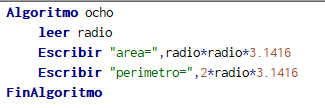 Algoritmo ocho
leer radio
Escribir "area=",radio*radio*3.1416
Escribir "perimetro=",2*radio*3.1416
FinAlgoritmo